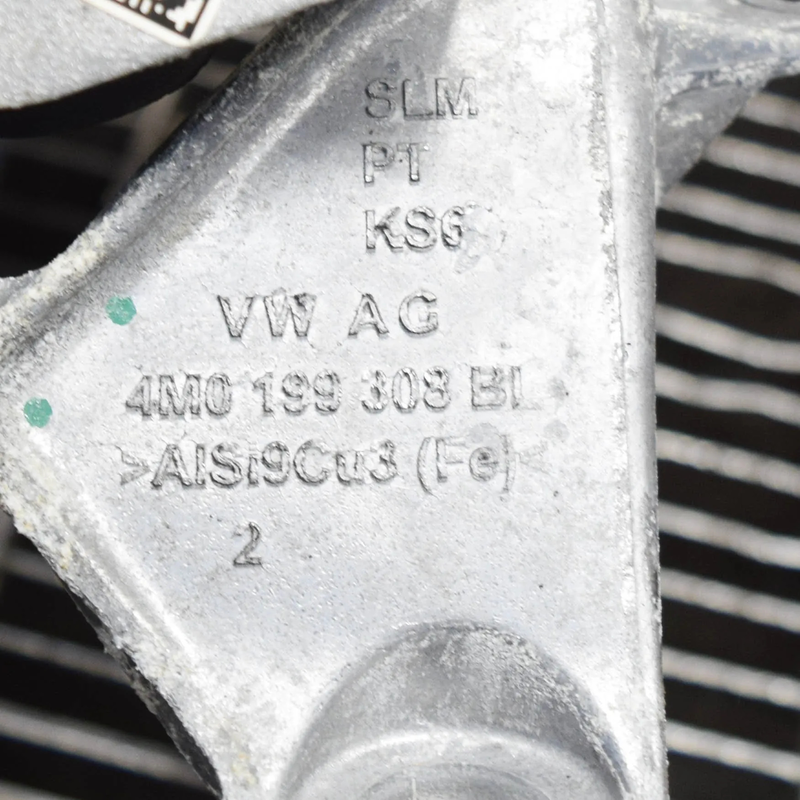 SLM
PT
KS6
VW AG
4M0 199 308 BL
>AlSi9Cu3 (Fe)<
2